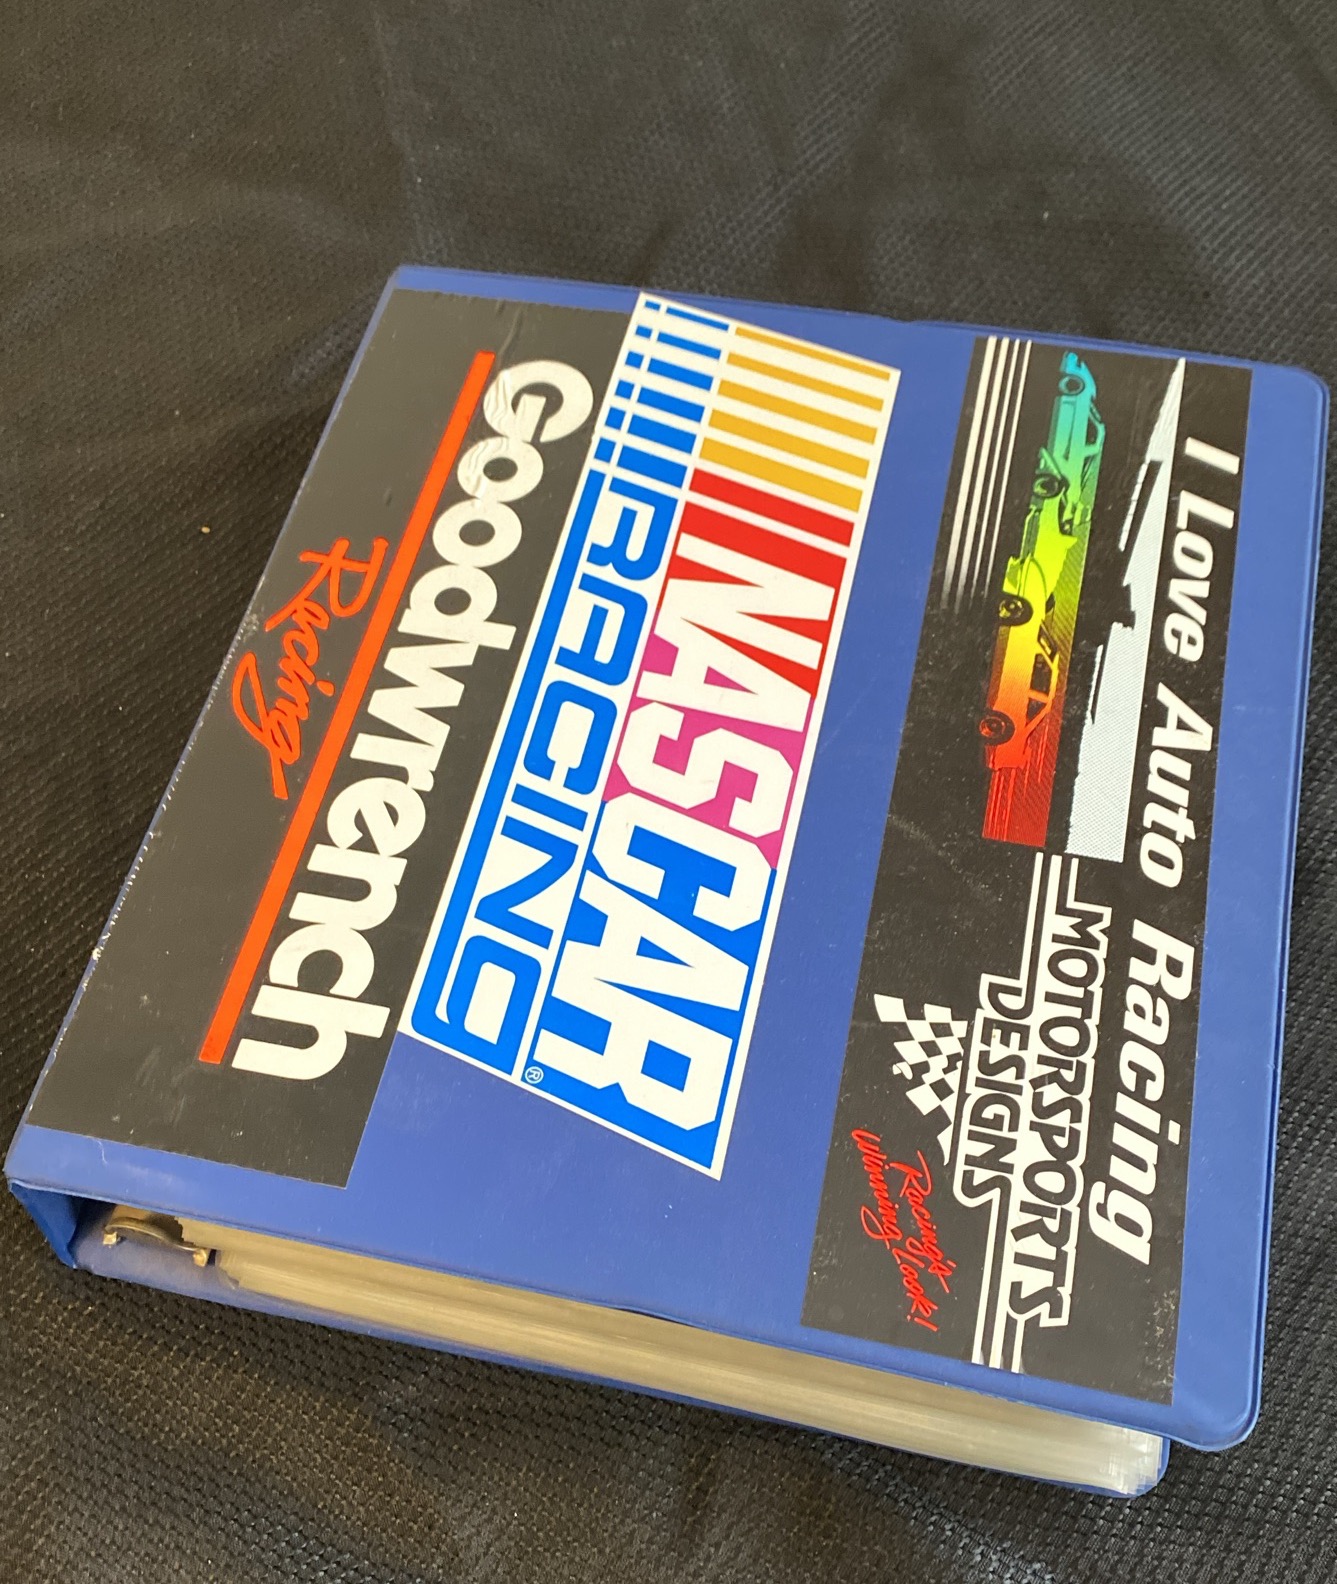 I Love Auto Racing
MOTORSPORTS
DESIGNS
Racing's
Winning Look!
NASCAR
RACING®
Goodwrench
Racing